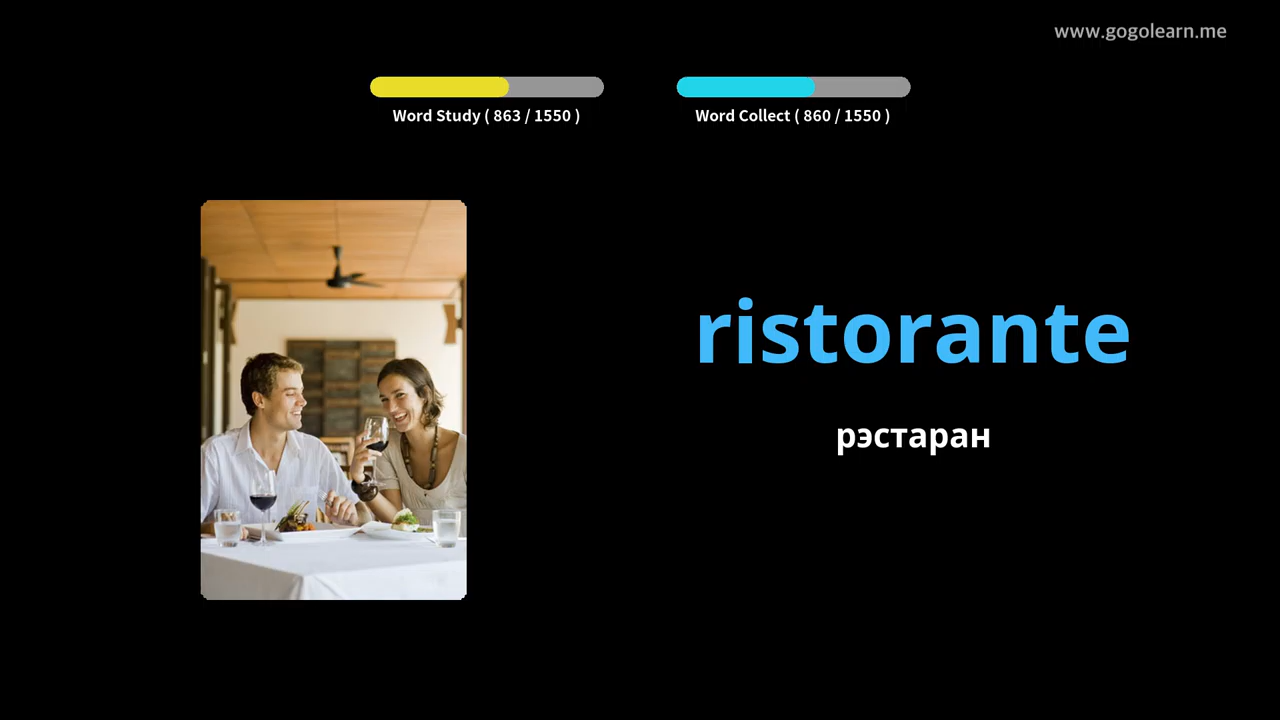 www.gogolearn.me
Word Study ( 863 / 1550 )
Word Collect ( 860 / 1550 )
ristorante
рэстаран